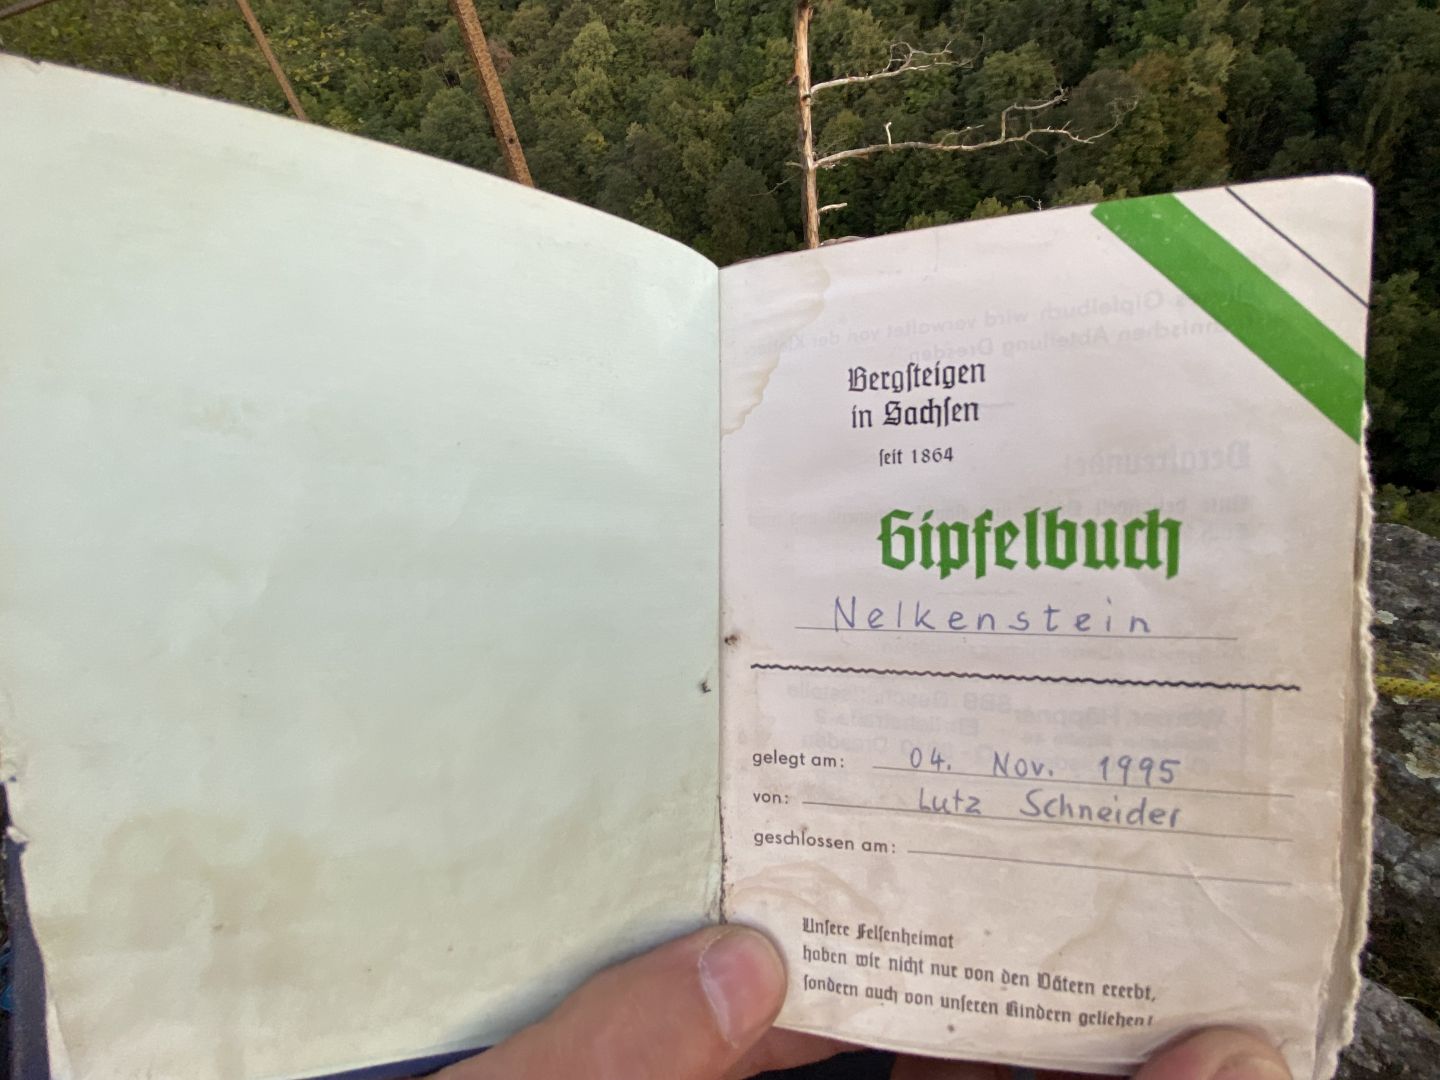 Bergſteigen
in Sachſen
ſeit 1864
Gipfelbuch
Nelkenstein
gelegt am: 04. Nov. 1995
von: Lutz Schneider
geschlossen am:
Unſere Felſenheimat
haben wir nicht nur von den Vätern ererbt,
ſondern auch von unſeren Kindern geliehen!